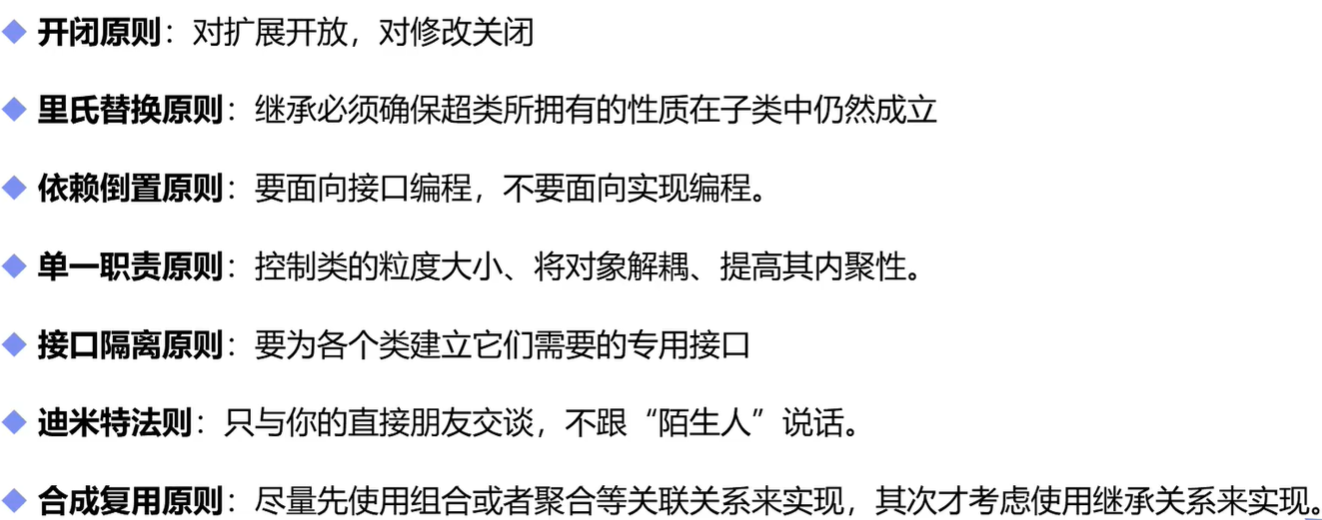 开闭原则：对扩展开放，对修改关闭
里氏替换原则：继承必须确保超类所拥有的性质在子类中仍然成立
依赖倒置原则：要面向接口编程，不要面向实现编程。
单一职责原则：控制类的粒度大小、将对象解耦、提高其内聚性。
接口隔离原则：要为各个类建立它们需要的专用接口
迪米特法则：只与你的直接朋友交谈，不跟“陌生人”说话。
合成复用原则：尽量先使用组合或者聚合等关联关系来实现，其次才考虑使用继承关系来实现。